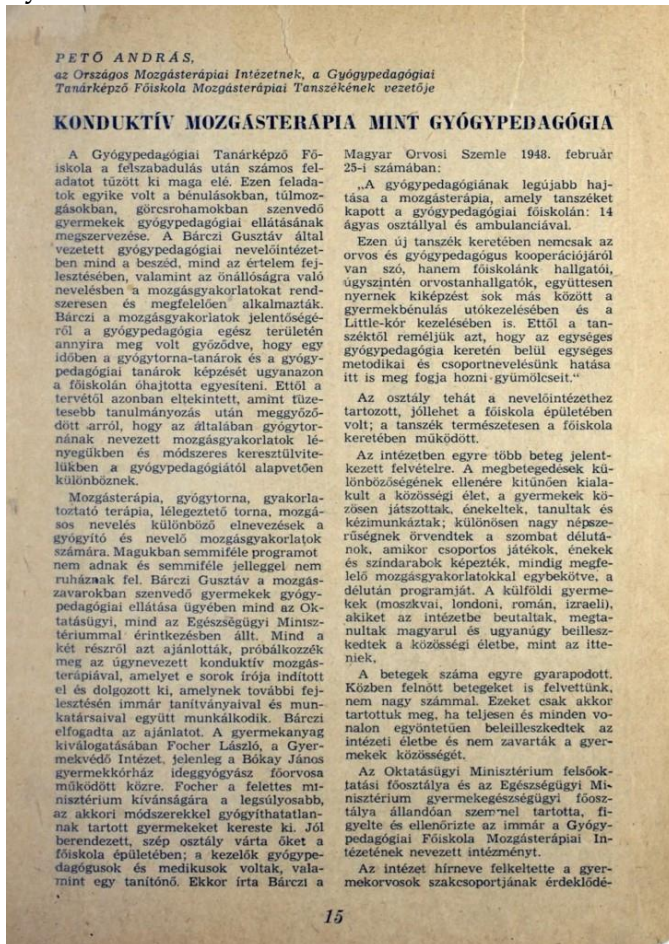 PETŐ ANDRÁS,
az Országos Mozgásterápiai Intézetnek, a Gyógypedagógiai
Tanárképző Főiskola Mozgásterápiai Tanszékének vezetője
KONDUKTÍV MOZGÁSTERÁPIA MINT GYÓGYPEDAGÓGIA
A Gyógypedagógiai Tanárképző Fő-
iskola a felszabadulás után számos fel-
adatot tűzött ki maga elé. Ezen felada-
tok egyike volt a bénulásokban, túlmoz-
gásokban, görcsrohamokban szenvedő
gyermekek gyógypedagógiai ellátásának
megszervezése. A Bárczi Gusztáv által
vezetett gyógypedagógiai nevelőintézet-
ben mind a beszéd, mind az értelem fej-
lesztésében, valamint az önállóságra való
nevelésben a mozgásgyakorlatokat rend-
szeresen és megfelelően alkalmazták.
Bárczi a mozgásgyakorlatok jelentőségé-
ről a gyógypedagógia egész területén
annyira meg volt győződve, hogy egy
időben a gyógytorna-tanárok és a gyógy-
pedagógiai tanárok képzését ugyanazon
a főiskolán óhajtotta egyesíteni. Ettől a
tervétől azonban eltekintett, amint tüze-
tesebb tanulmányozás után meggyőző-
dött arról, hogy az általában gyógytor-
nának nevezett mozgásgyakorlatok lé-
nyegükben és módszeres keresztülvite-
lükben a gyógypedagógiától alapvetően
különböznek.
Mozgásterápia, gyógytorna, gyakorla-
toztató terápia, lélegeztető torna, mozgá-
sos nevelés különböző elnevezések a
gyógyító és nevelő mozgásgyakorlatok
számára. Magukban semmiféle programot
nem adnak és semmiféle jelleggel nem
ruháznak fel. Bárczi Gusztáv a mozgás-
zavarokban szenvedő gyermekek gyógy-
pedagógiai ellátása ügyében mind az Ok-
tatásügyi, mind az Egészségügyi Minisz-
tériummal érintkezésben állt. Mind a
két részről azt ajánlották, próbálkozzék
meg az úgynevezett konduktív mozgás-
terápiával, amelyet e sorok írója indított
el és dolgozott ki, amelynek további fej-
lesztésén immár tanítványaival és mun-
katársaival együtt munkálkodik. Bárczi
elfogadta az ajánlatot. A gyermekanyag
kiválogatásában Focher László, a Gyer-
mekvédő Intézet, jelenleg a Bókay János
gyermekkórház ideggyógyász főorvosa
működött közre. Focher a felettes mi-
nisztérium kívánságára a legsúlyosabb,
az akkori módszerekkel gyógyíthatatlan-
nak tartott gyermekeket kereste ki. Jól
berendezett, szép osztály várta őket a
főiskola épületében; a kezelők gyógype-
dagógusok és medikusok voltak, vala-
mint egy tanítónő. Ekkor írta Bárczi a
Magyar Orvosi Szemle 1948. február
25-i számában:
„A gyógypedagógiának legújabb haj-
tása a mozgásterápia, amely tanszéket
kapott a gyógypedagógiai főiskolán: 14
ágyas osztállyal és ambulanciával.
Ezen új tanszék keretében nemcsak az
orvos és gyógypedagógus kooperációjáról
van szó, hanem főiskolánk hallgatói,
úgyszintén orvostanhallgatók, együttesen
nyernek kiképzést sok más között a
gyermekbénulás utókezelésében és a
Little-kór kezelésében is. Ettől a tan-
széktől reméljük azt, hogy az egységes
gyógypedagógia keretén belül egységes
metodikai és csoportnevelésünk hatása
itt is meg fogja hozni gyümölcseit.“
Az osztály tehát a nevelőintézethez
tartozott, jóllehet a főiskola épületében
volt; a tanszék természetesen a főiskola
keretében működött.
Az intézetben egyre több beteg jelent-
kezett felvételre. A megbetegedések kü-
lönbözőségének ellenére kitűnően kiala-
kult a közösségi élet, a gyermekek kö-
zösen játszottak, énekeltek, tanultak és
kézimunkáztak; különösen nagy népsze-
rűségnek örvendtek a szombat délutá-
nok, amikor csoportos játékok, énekek
és színdarabok képezték, mindig megfe-
lelő mozgásgyakorlatokkal egybekötve, a
délután programját. A külföldi gyerme-
kek (moszkvai, londoni, román, izraeli),
akiket az intézetbe beutaltak, megta-
nultak magyarul és ugyanúgy beillesz-
kedtek a közösségi életbe, mint az itte-
niek.
A betegek száma egyre gyarapodott.
Közben felnőtt betegeket is felvettünk,
nem nagy számmal. Ezeket csak akkor
tartottuk meg, ha teljesen és minden vo-
nalon egyöntetűen beleilleszkedtek az
intézeti életbe és nem zavarták a gyer-
mekek közösségét.
Az Oktatásügyi Minisztérium felsőok-
tatási főosztálya és az Egészségügyi Mi-
nisztérium gyermekegészségügyi főosz-
tálya állandóan szemmel tartotta, fi-
gyelte és ellenőrizte az immár a Gyógy-
pedagógiai Főiskola Mozgásterápiai In-
tézetének nevezett intézményt.
Az intézet hírneve felkeltette a gyer-
mekorvosok szakcsoportjának érdeklődé-
15